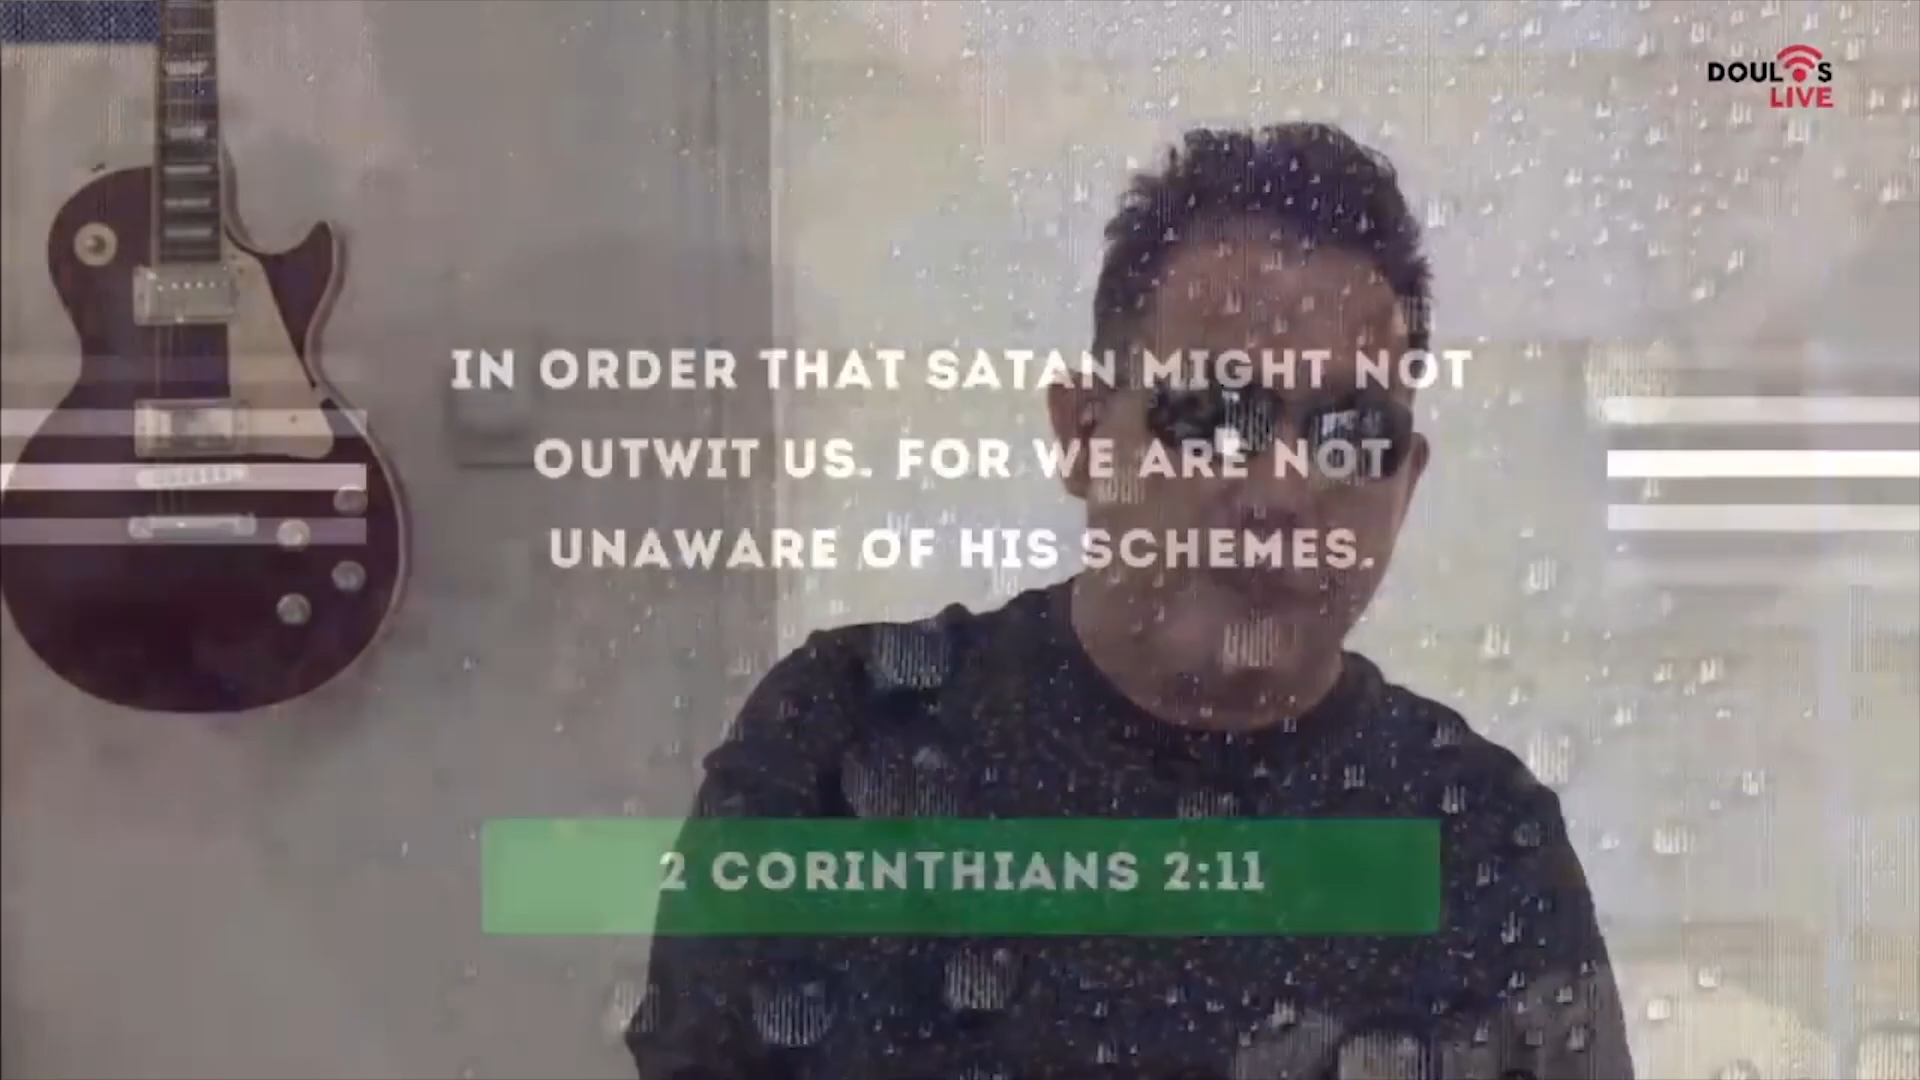 DOULOS
LIVE
IN ORDER THAT SATAN MIGHT NOT
OUTWIT US. FOR WE ARE NOT
UNAWARE OF HIS SCHEMES.
2 CORINTHIANS 2:11